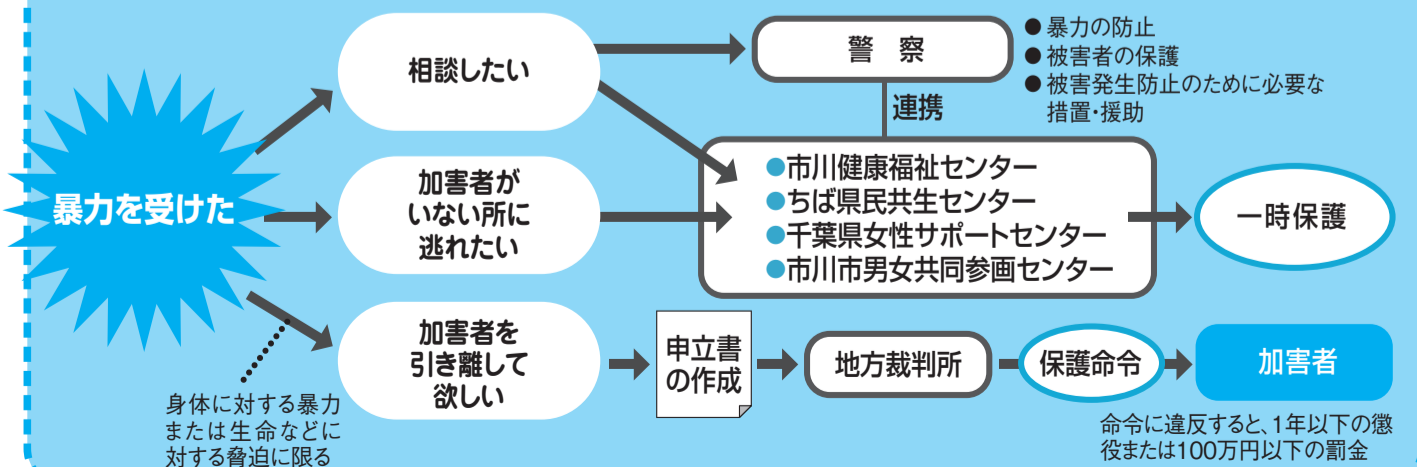 暴力を受けた
相談したい
警 察
● 暴力の防止
● 被害者の保護
● 被害発生防止のために必要な
措置・援助
連携
加害者が
いない所に
逃れたい
●市川健康福祉センター
●ちば県民共生センター
●千葉県女性サポートセンター
●市川市男女共同参画センター
一時保護
加害者を
引き離して
欲しい
身体に対する暴力
または生命などに
対する脅迫に限る
申立書
の作成
地方裁判所
保護命令
加害者
命令に違反すると、1年以下の懲
役または100万円以下の罰金